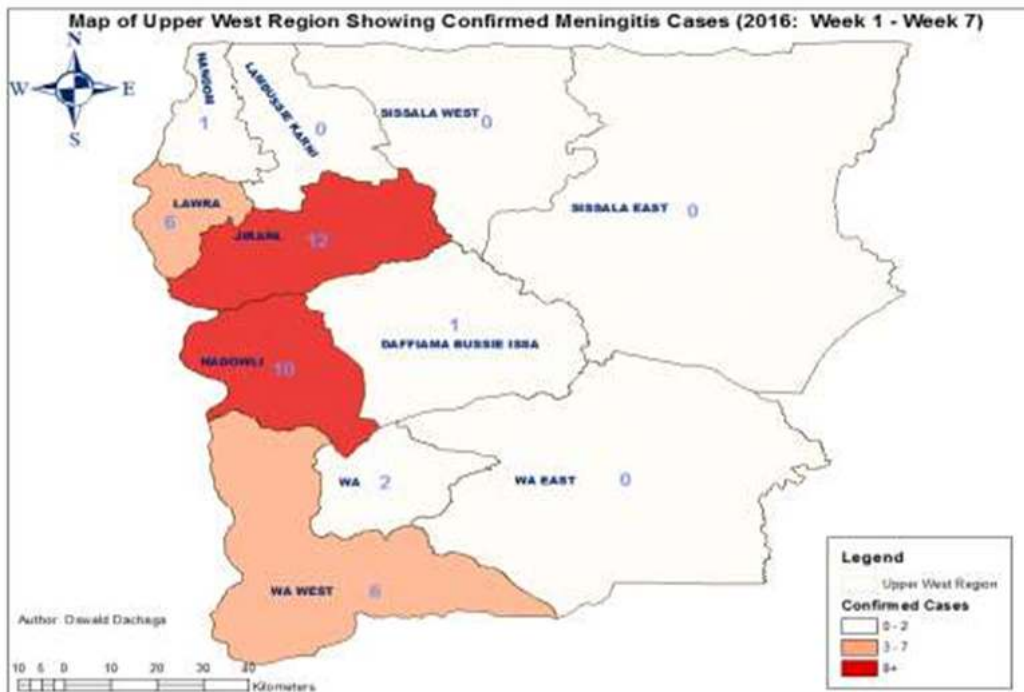 Map of Upper West Region Showing Confirmed Meningitis Cases (2016: Week 1 - Week 7)
N
W E
S
NANDOM
1
LAMBUSSIE KARNI
0
SISSALA WEST 0
LAWRA
6
JIRAPA 12
SISSALA EAST 0
1
DAFFIAMA BUSSIE ISSA
NADOWLI 10
WA 2
WA EAST 0
WA WEST 6
Legend
Upper West Region
Confirmed Cases
0 - 2
3 - 7
8+
Author: Oswald Dachaga
10 5 0 10 20 30 40
Kilometers